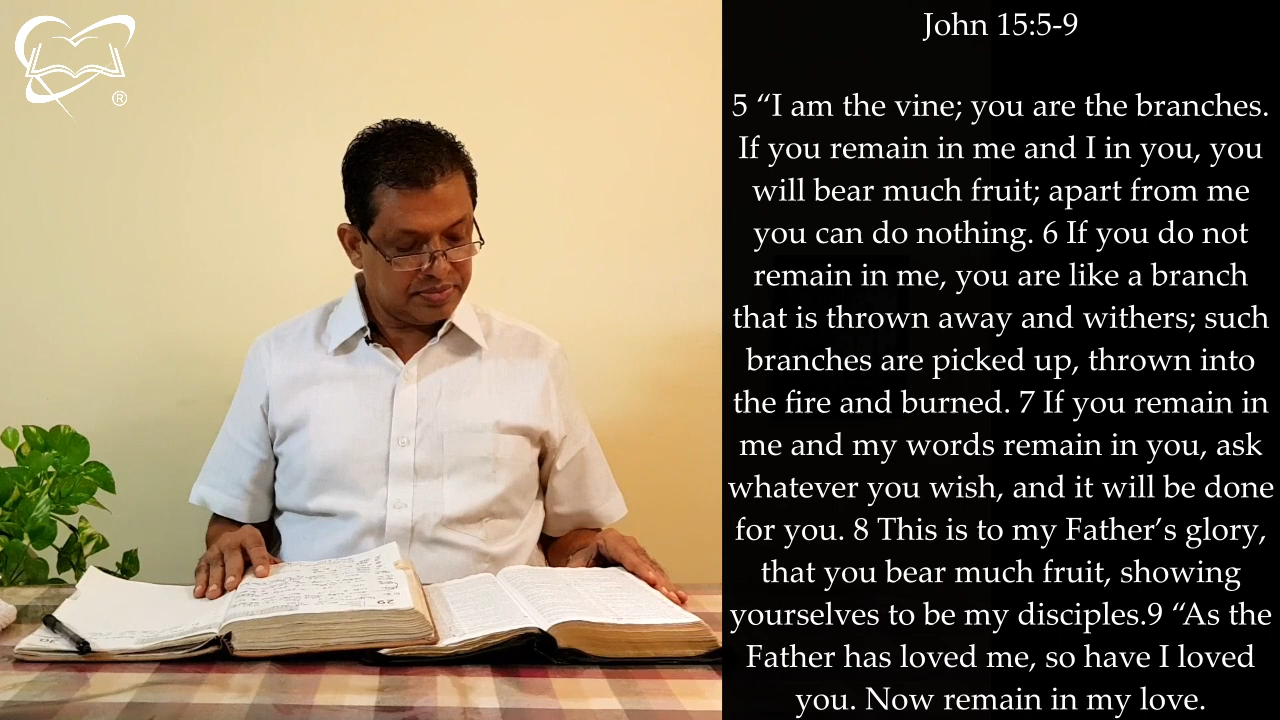 ®
John 15:5-9
5 “I am the vine; you are the branches.
If you remain in me and I in you, you
will bear much fruit; apart from me
you can do nothing. 6 If you do not
remain in me, you are like a branch
that is thrown away and withers; such
branches are picked up, thrown into
the fire and burned. 7 If you remain in
me and my words remain in you, ask
whatever you wish, and it will be done
for you. 8 This is to my Father’s glory,
that you bear much fruit, showing
yourselves to be my disciples.9 “As the
Father has loved me, so have I loved
you. Now remain in my love.
29
30